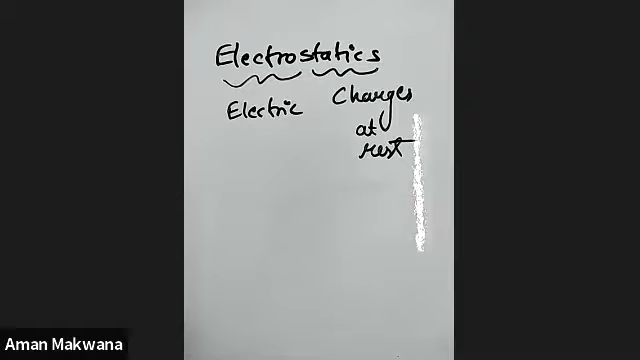 Electrostatics
Electric Charges
at
rest
Aman Makwana